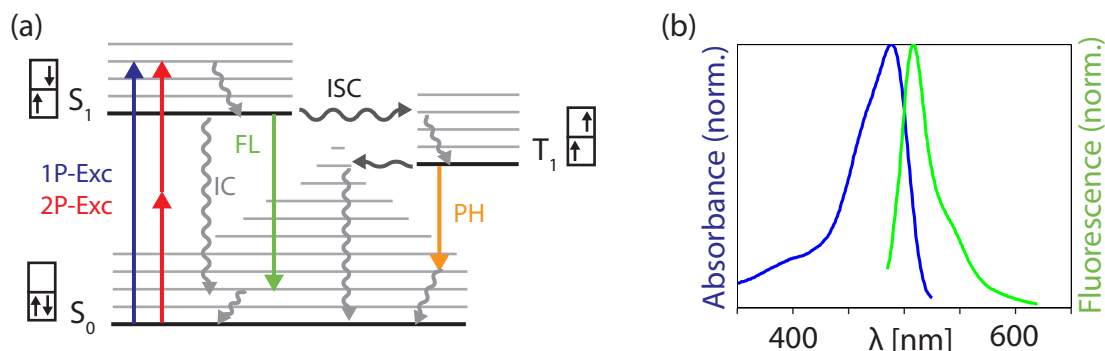 (a)
S1
ISC
FL
T1
1P-Exc
2P-Exc
IC
PH
S0
(b)
Absorbance (norm.)
Fluorescence (norm.)
400
λ [nm]
600